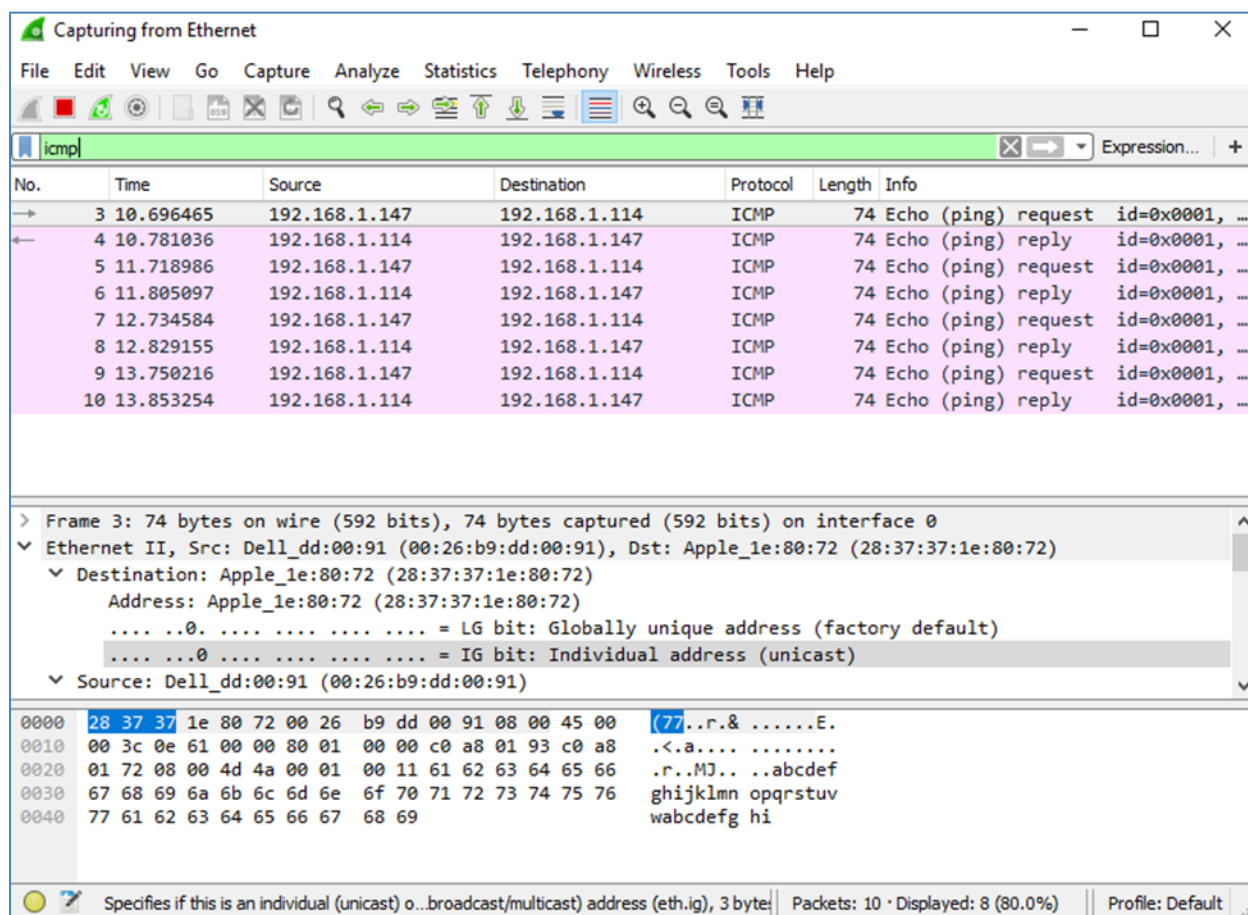 Capturing from Ethernet
File Edit View Go Capture Analyze Statistics Telephony Wireless Tools Help
icmp Expression... +
No. Time Source Destination Protocol Length Info
3 10.696465 192.168.1.147 192.168.1.114 ICMP 74 Echo (ping) request id=0x0001, ...
4 10.781036 192.168.1.114 192.168.1.147 ICMP 74 Echo (ping) reply id=0x0001, ...
5 11.718986 192.168.1.147 192.168.1.114 ICMP 74 Echo (ping) request id=0x0001, ...
6 11.805097 192.168.1.114 192.168.1.147 ICMP 74 Echo (ping) reply id=0x0001, ...
7 12.734584 192.168.1.147 192.168.1.114 ICMP 74 Echo (ping) request id=0x0001, ...
8 12.829155 192.168.1.114 192.168.1.147 ICMP 74 Echo (ping) reply id=0x0001, ...
9 13.750216 192.168.1.147 192.168.1.114 ICMP 74 Echo (ping) request id=0x0001, ...
10 13.853254 192.168.1.114 192.168.1.147 ICMP 74 Echo (ping) reply id=0x0001, ...
Frame 3: 74 bytes on wire (592 bits), 74 bytes captured (592 bits) on interface 0
Ethernet II, Src: Dell_dd:00:91 (00:26:b9:dd:00:91), Dst: Apple_1e:80:72 (28:37:37:1e:80:72)
Destination: Apple_1e:80:72 (28:37:37:1e:80:72)
Address: Apple_1e:80:72 (28:37:37:1e:80:72)
.... ..0. .... .... .... .... = LG bit: Globally unique address (factory default)
.... ...0 .... .... .... .... = IG bit: Individual address (unicast)
Source: Dell_dd:00:91 (00:26:b9:dd:00:91)
0000 28 37 37 1e 80 72 00 26 b9 dd 00 91 08 00 45 00 (77..r.& ......E.
0010 00 3c 0e 61 00 00 80 01 00 00 c0 a8 01 93 c0 a8 .<.a.... ........
0020 01 72 08 00 4d 4a 00 01 00 11 61 62 63 64 65 66 .r..MJ.. ..abcdef
0030 67 68 69 6a 6b 6c 6d 6e 6f 70 71 72 73 74 75 76 ghijklmn opqrstuv
0040 77 61 62 63 64 65 66 67 68 69 wabcdefg hi
Specifies if this is an individual (unicast) o...broadcast/multicast) address (eth.ig), 3 bytes Packets: 10 · Displayed: 8 (80.0%) Profile: Default